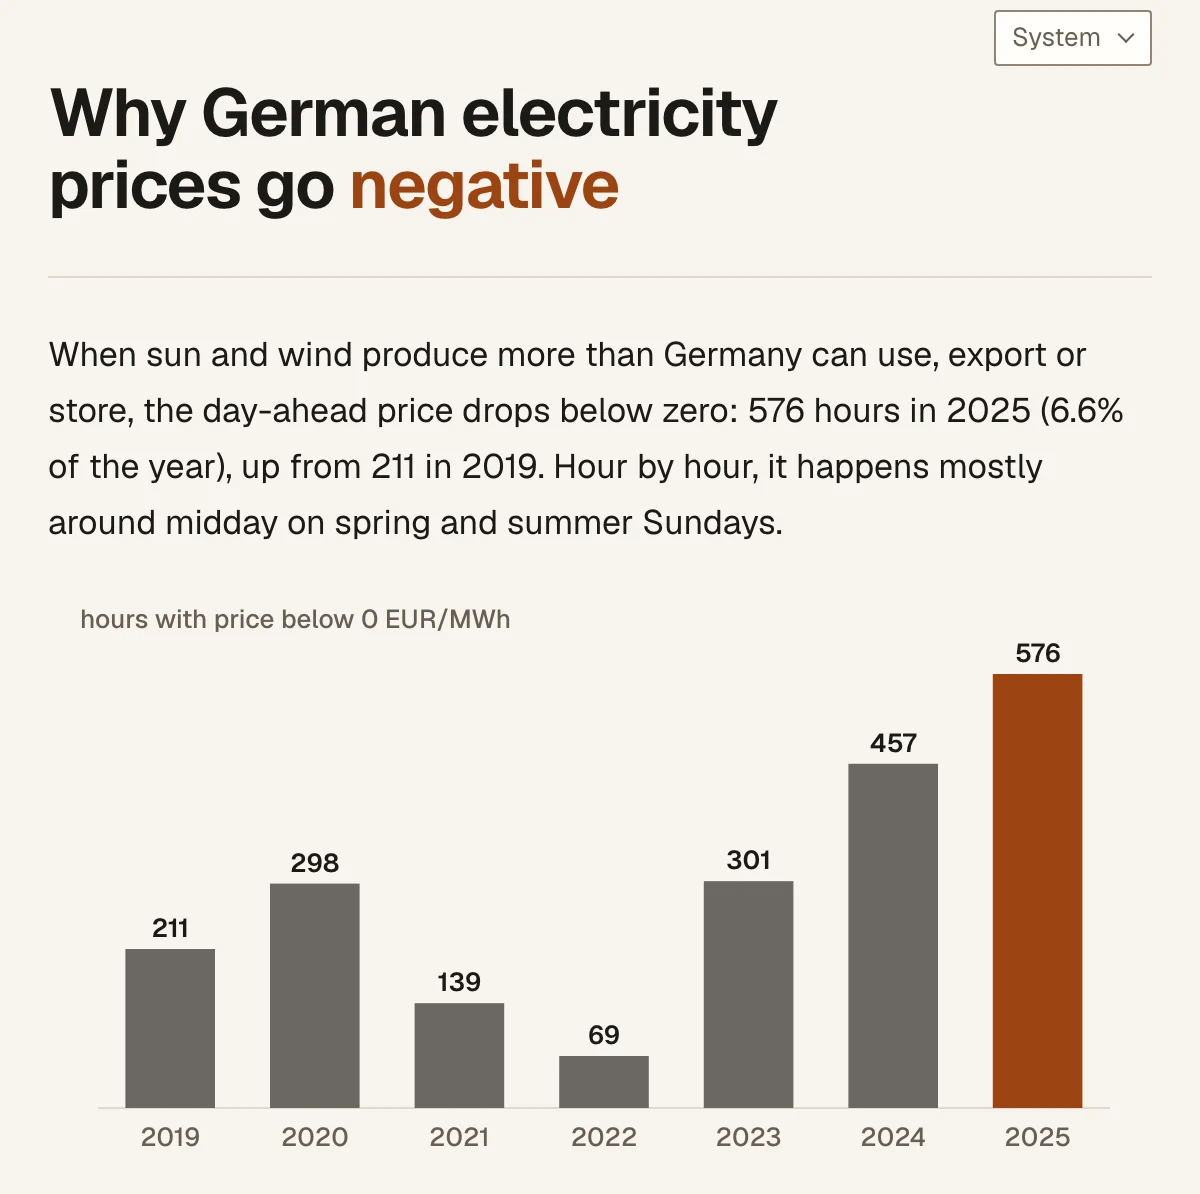 System
Why German electricity
prices go negative
When sun and wind produce more than Germany can use, export or
store, the day-ahead price drops below zero: 576 hours in 2025 (6.6%
of the year), up from 211 in 2019. Hour by hour, it happens mostly
around midday on spring and summer Sundays.
hours with price below 0 EUR/MWh
211
298
139
69
301
457
576
2019
2020
2021
2022
2023
2024
2025